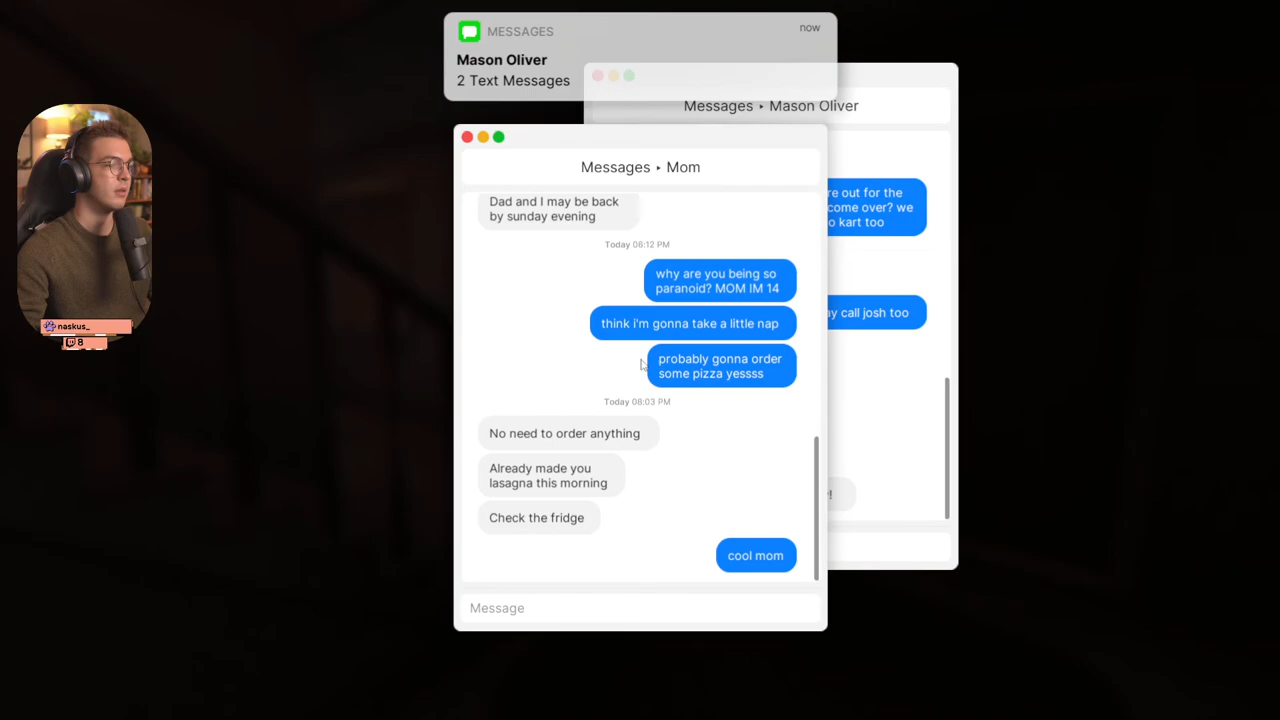 MESSAGES
now
Mason Oliver
2 Text Messages
Messages ▸ Mason Oliver
re out for the
come over? we
o kart too
ay call josh too
!
Messages ▸ Mom
Dad and I may be back
by sunday evening
Today 06:12 PM
why are you being so
paranoid? MOM IM 14
think i'm gonna take a little nap
probably gonna order
some pizza yessss
Today 08:03 PM
No need to order anything
Already made you
lasagna this morning
Check the fridge
cool mom
Message
naskus_
8